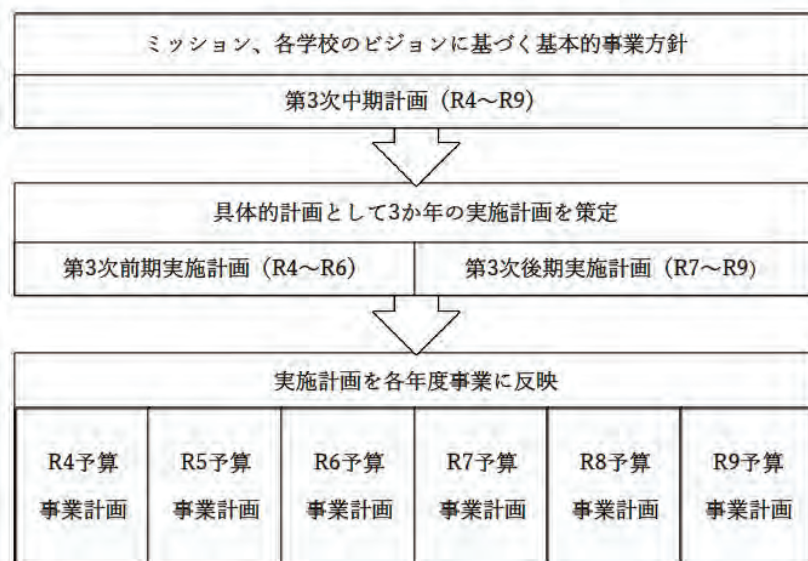 ミッション、各学校のビジョンに基づく基本的事業方針
第3次中期計画（R4～R9）
具体的計画として3か年の実施計画を策定
第3次前期実施計画（R4～R6）
第3次後期実施計画（R7～R9）
実施計画を各年度事業に反映
R4予算
事業計画
R5予算
事業計画
R6予算
事業計画
R7予算
事業計画
R8予算
事業計画
R9予算
事業計画